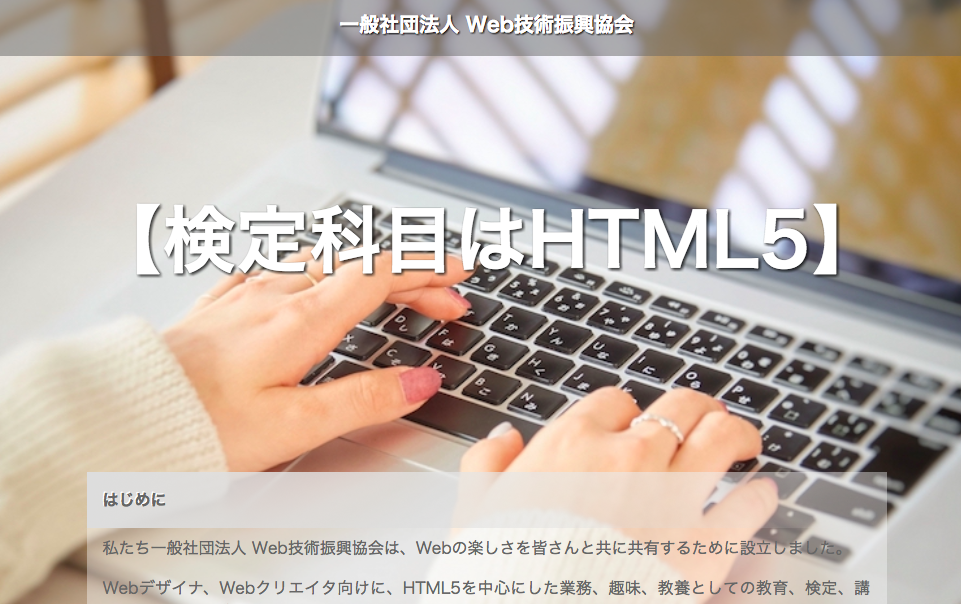 一般社団法人 Web技術振興協会
【検定科目はHTML5】
はじめに
私たち一般社団法人 Web技術振興協会は、Webの楽しさを皆さんと共に共有するために設立しました。
Webデザイナ、Webクリエイタ向けに、HTML5を中心にした業務、趣味、教養としての教育、検定、講